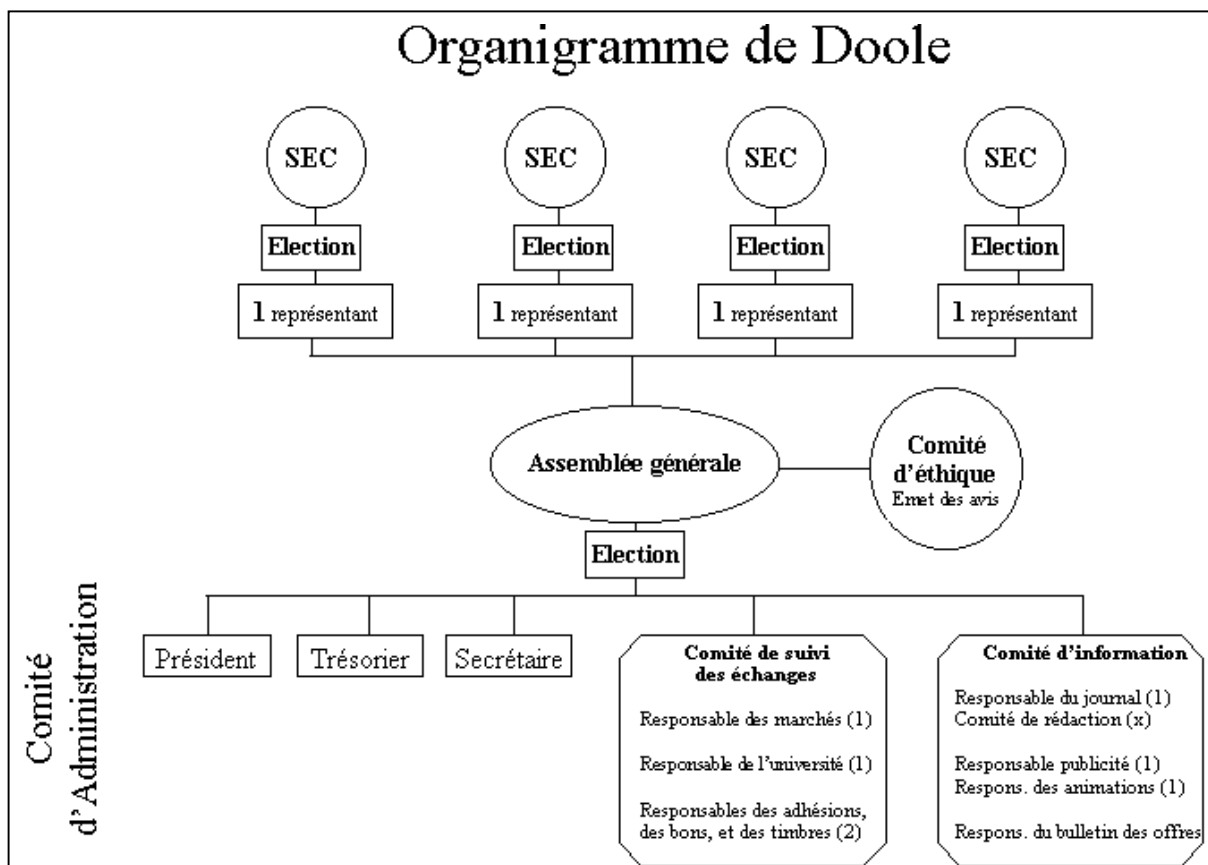 Organigramme de Doole
SEC
SEC
SEC
SEC
Election
Election
Election
Election
1 représentant
1 représentant
1 représentant
1 représentant
Assemblée générale
Comité
d'éthique
Emet des avis
Election
Comité
d'Administration
Président
Trésorier
Secrétaire
Comité de suivi
des échanges
Responsable des marchés (1)
Responsable de l'université (1)
Responsables des adhésions,
des bons, et des timbres (2)
Comité d'information
Responsable du journal (1)
Comité de rédaction (x)
Responsable publicité (1)
Respons. des animations (1)
Respons. du bulletin des offres